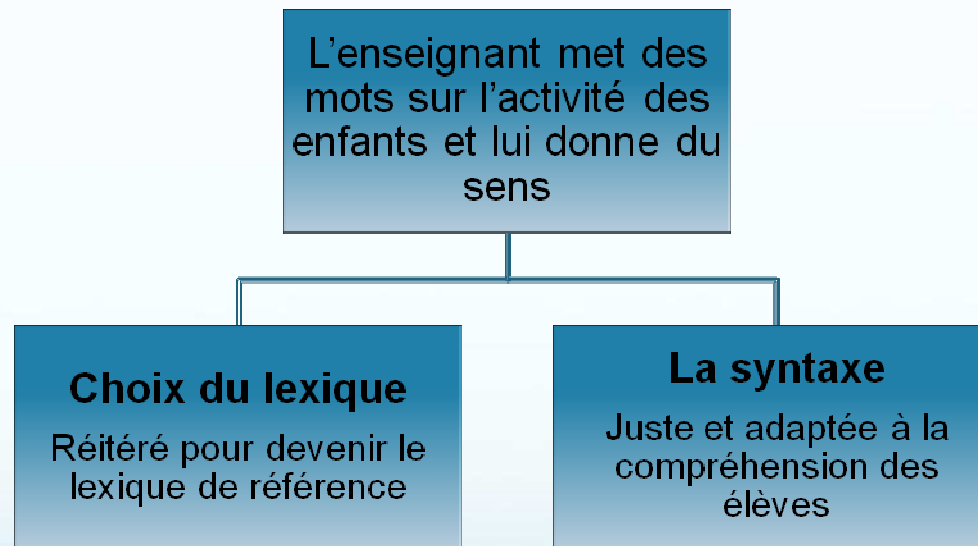 L'enseignant met des
mots sur l'activité des
enfants et lui donne du
sens
Choix du lexique
Réitéré pour devenir le
lexique de référence
La syntaxe
Juste et adaptée à la
compréhension des
élèves